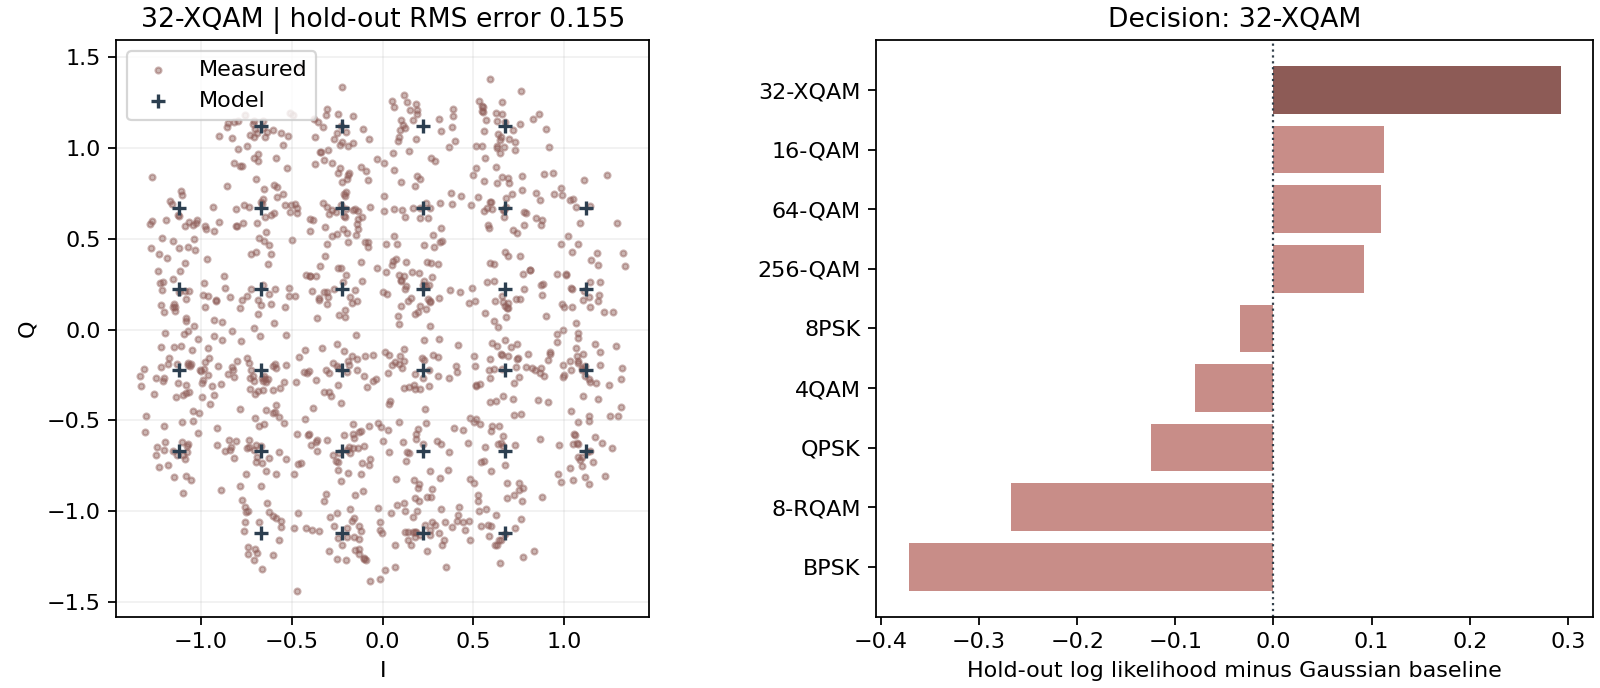 32-XQAM | hold-out RMS error 0.155
Measured
Model
1.5
1.0
0.5
0.0
−0.5
−1.0
−1.5
Q
−1.0 −0.5 0.0 0.5 1.0
I
Decision: 32-XQAM
32-XQAM
16-QAM
64-QAM
256-QAM
8PSK
4QAM
QPSK
8-RQAM
BPSK
−0.4 −0.3 −0.2 −0.1 0.0 0.1 0.2 0.3
Hold-out log likelihood minus Gaussian baseline